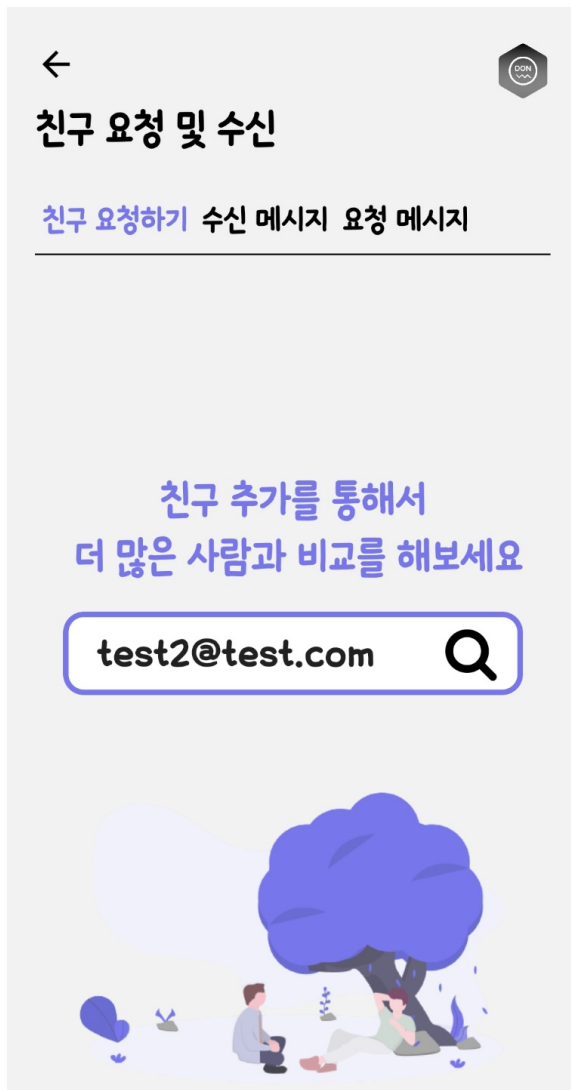 DON
친구 요청 및 수신
친구 요청하기 수신 메시지 요청 메시지
친구 추가를 통해서
더 많은 사람과 비교를 해보세요
test2@test.com